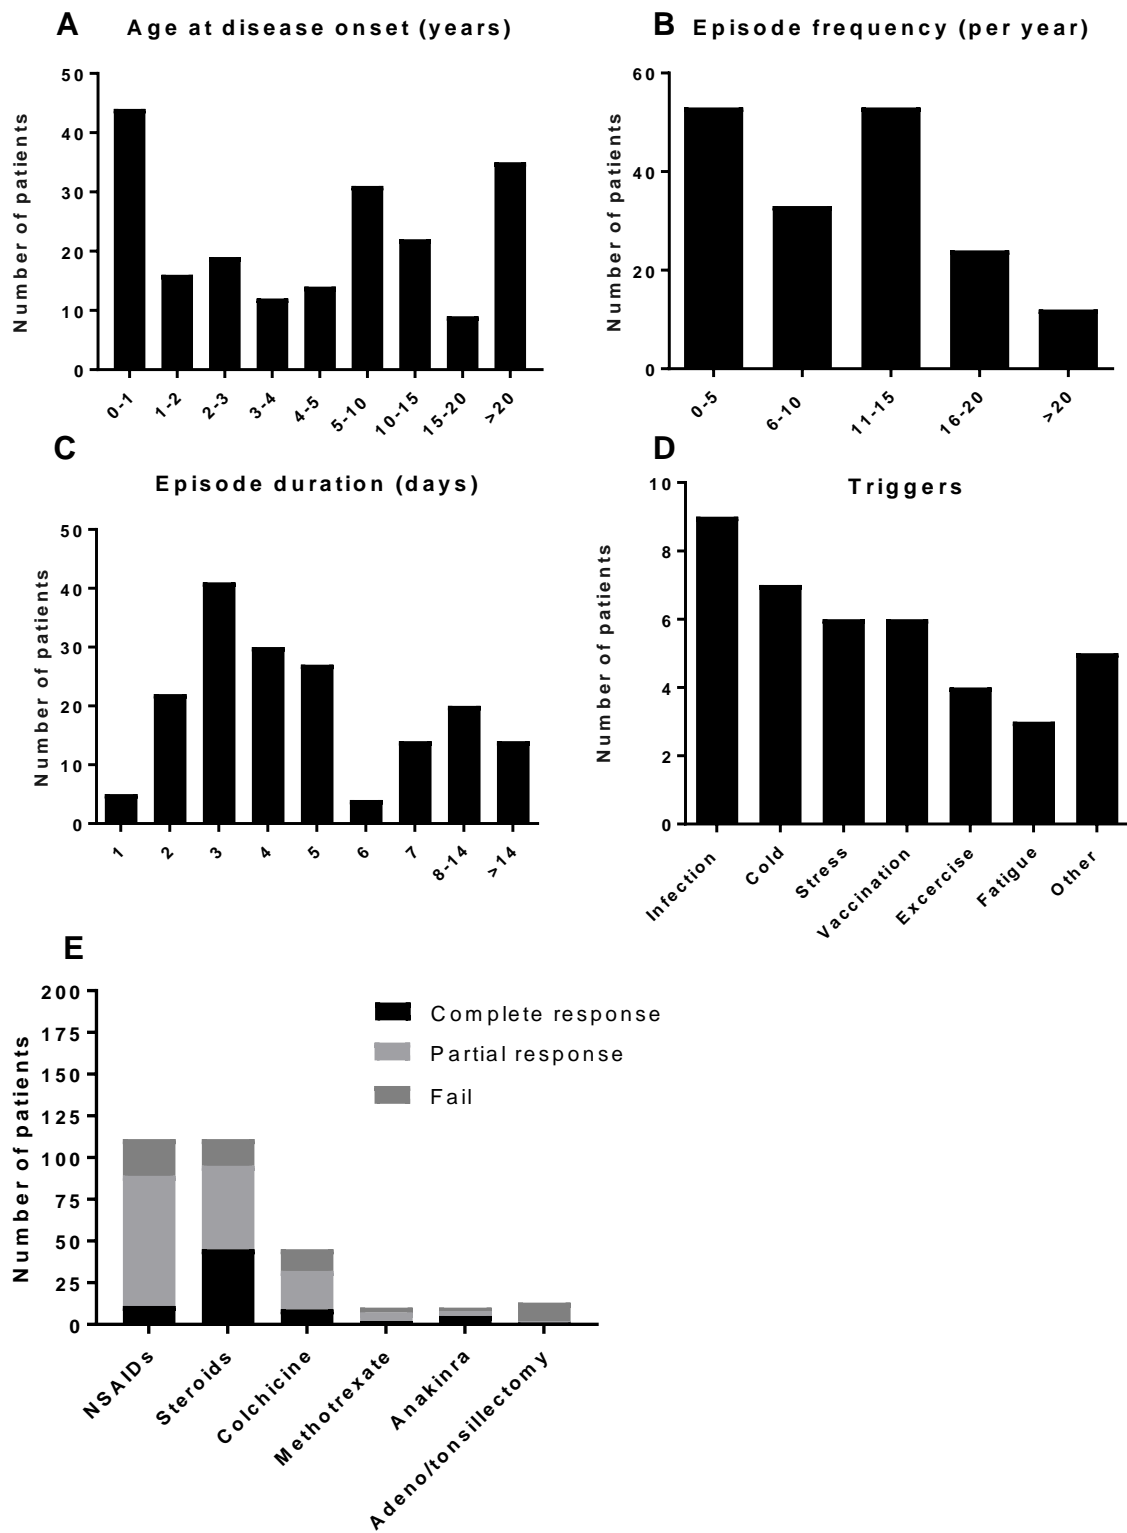 A Age at disease onset (years)
Number of patients
50
40
30
20
10
0
0-1 1-2 2-3 3-4 4-5 5-10 10-15 15-20 >20
B Episode frequency (per year)
Number of patients
60
40
20
0
0-5 6-10 11-15 16-20 >20
C
Episode duration (days)
Number of patients
50
40
30
20
10
0
1 2 3 4 5 6 7 8-14 >14
D
Triggers
Number of patients
10
8
6
4
2
0
Infection Cold Stress Vaccination Excercise Fatigue Other
E
Number of patients
200
175
150
125
100
75
50
25
0
Complete response
Partial response
Fail
NSAIDs Steroids Colchicine Methotrexate Anakinra Adeno/tonsillectomy